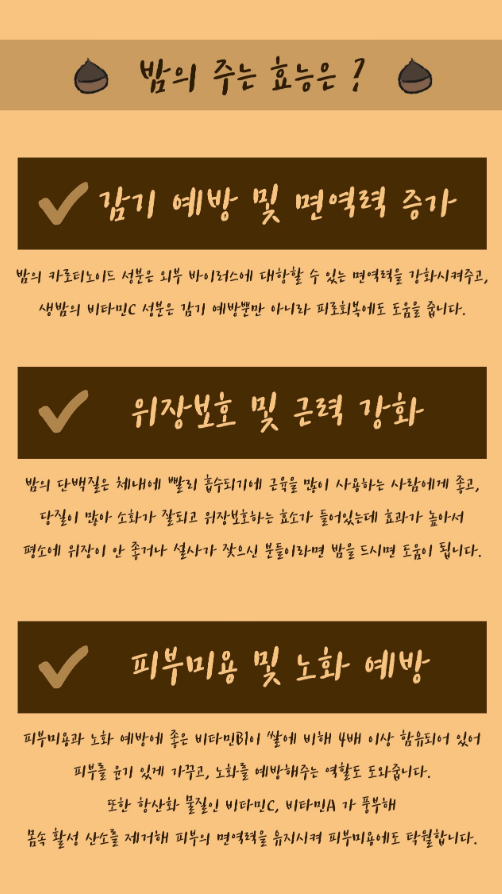 밤의 주는 효능은 ?
감기 예방 및 면역력 증가
밤의 카로티노이드 성분은 외부 바이러스에 대항할 수 있는 면역력을 강화시켜주고,
생밤의 비타민C 성분은 감기 예방뿐만 아니라 피로회복에도 도움을 줍니다.
위장보호 및 근력 강화
밤의 단백질은 체내에 빨리 흡수되기에 근육을 많이 사용하는 사람에게 좋고,
당질이 많아 소화가 잘되고 위장보호하는 효소가 들어있는데 효과가 높아서
평소에 위장이 안 좋거나 설사가 잦으신 분들이라면 밤을 드시면 도움이 됩니다.
피부미용 및 노화 예방
피부미용과 노화 예방에 좋은 비타민B1이 쌀에 비해 4배 이상 함유되어 있어
피부를 윤기 있게 가꾸고, 노화를 예방해주는 역할도 도와줍니다.
또한 항산화 물질인 비타민C, 비타민A 가 풍부해
몸속 활성 산소를 제거해 피부의 면역력을 유지시켜 피부미용에도 탁월합니다.